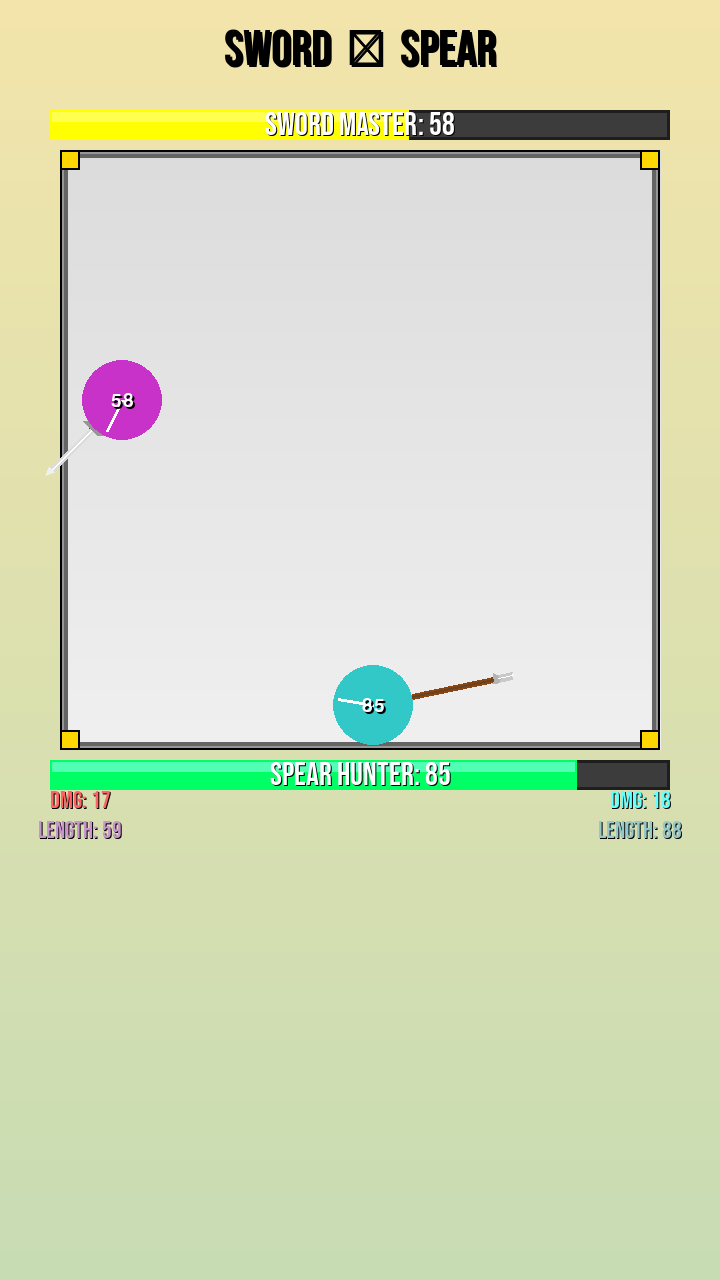 SWORD SPEAR
SWORD MASTER: 58
58
85
SPEAR HUNTER: 85
DMG: 17 DMG: 18
LENGTH: 59 LENGTH: 88